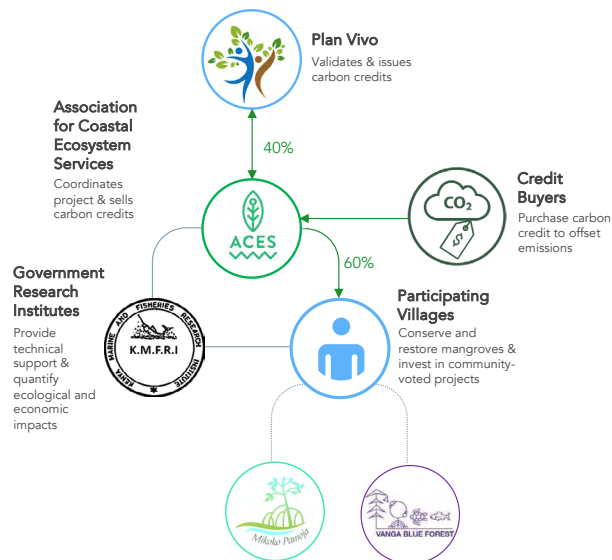 Plan Vivo
Validates & issues
carbon credits
Association
for Coastal
Ecosystem
Services
Coordinates
project & sells
carbon credits
40%
ACES
CO₂
$
Credit
Buyers
Purchase carbon
credit to offset
emissions
60%
Government
Research
Institutes
Provide
technical
support &
quantify
ecological and
economic
impacts
KENYA MARINE AND FISHERIES RESEARCH INSTITUTE
K.M.F.R.I
Participating
Villages
Conserve and
restore mangroves &
invest in community-
voted projects
Mikoko Pamoja
VANGA BLUE FOREST